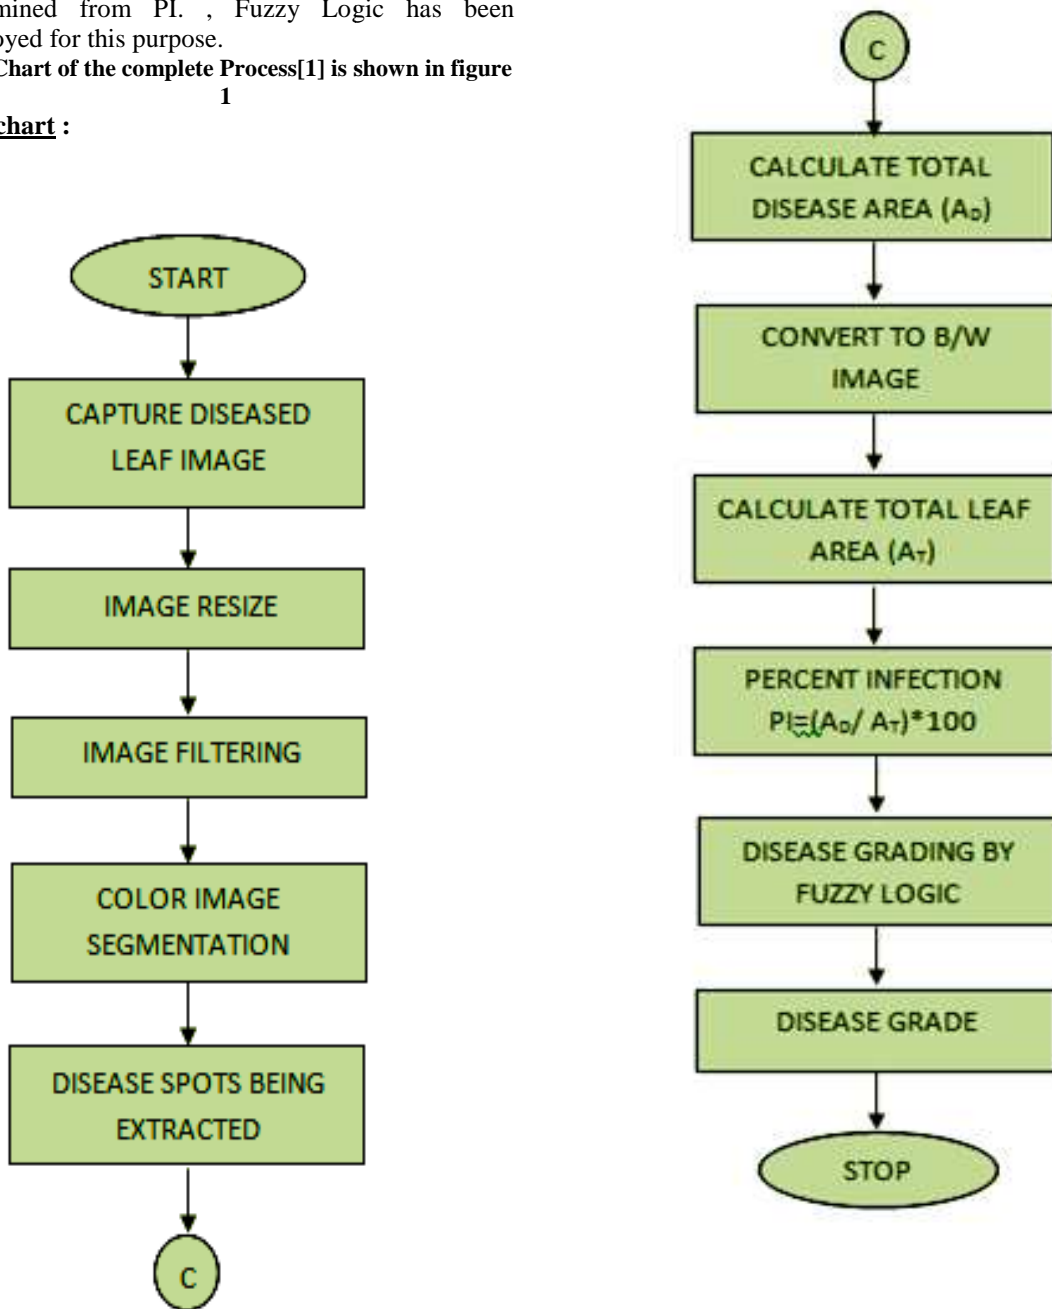 mined from PI. , Fuzzy Logic has been
oyed for this purpose.
Chart of the complete Process[1] is shown in figure
1
chart :
START
CAPTURE DISEASED
LEAF IMAGE
IMAGE RESIZE
IMAGE FILTERING
COLOR IMAGE
SEGMENTATION
DISEASE SPOTS BEING
EXTRACTED
C
C
CALCULATE TOTAL
DISEASE AREA (AD)
CONVERT TO B/W
IMAGE
CALCULATE TOTAL LEAF
AREA (AT)
PERCENT INFECTION
PI=(AD/ AT)*100
DISEASE GRADING BY
FUZZY LOGIC
DISEASE GRADE
STOP